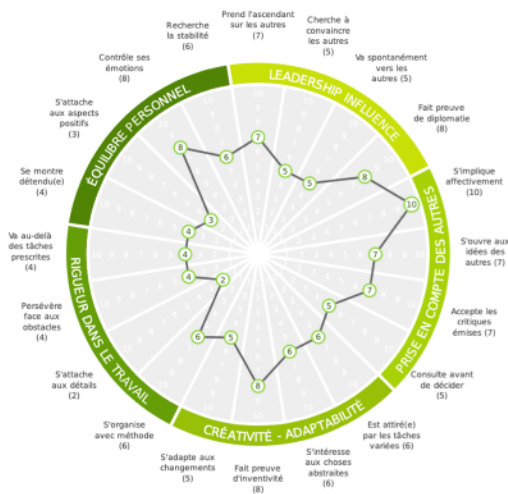 Prend l'ascendant
sur les autres
(7)
Cherche à
convaincre
les autres
(5)
Va spontanément
vers les
autres (5)
Fait preuve
de diplomatie
(8)
S'implique
affectivement
(10)
S'ouvre aux
idées des
autres (7)
Accepte les
critiques
émises (7)
Consulte avant
de décider
(5)
Est attiré(e)
par les tâches
variées (6)
S'intéresse
aux choses
abstraites
(6)
Fait preuve
d'inventivité
(8)
S'adapte aux
changements
(5)
S'organise
avec méthode
(6)
S'attache
aux détails
(2)
Persévère
face aux
obstacles
(4)
Va au-delà
des tâches
prescrites
(4)
Se montre
détendu(e)
(4)
S'attache
aux aspects
positifs
(3)
Contrôle ses
émotions
(8)
Recherche
la stabilité
(6)
LEADERSHIP INFLUENCE
PRISE EN COMPTE DES AUTRES
CRÉATIVITÉ - ADAPTABILITÉ
RIGUEUR DANS LE TRAVAIL
ÉQUILIBRE PERSONNEL
7
5
5
8
10
7
7
5
6
6
8
5
6
2
4
4
4
3
8
6